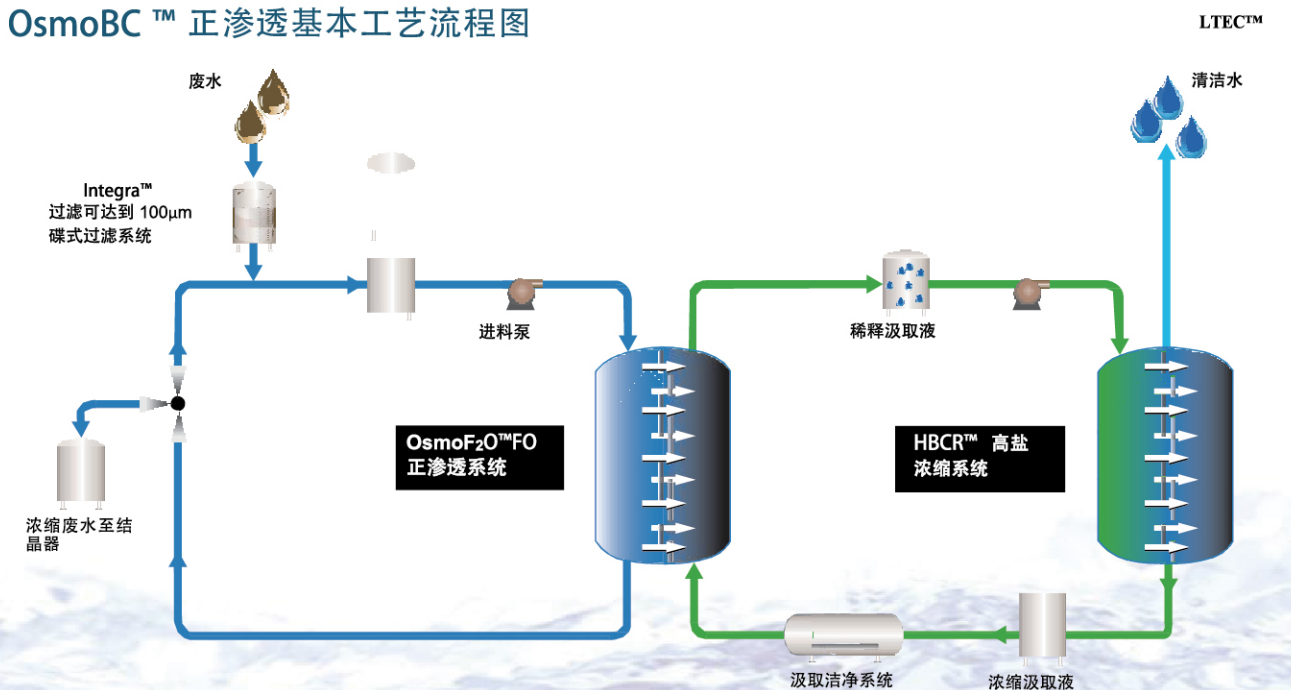 OsmoBC ™ 正渗透基本工艺流程图
LTEC™
废水
清洁水
Integra™
过滤可达到 100μm
碟式过滤系统
进料泵
稀释汲取液
OsmoF₂O™FO
正渗透系统
HBCR™ 高盐
浓缩系统
浓缩废水至结
晶器
汲取洁净系统
浓缩汲取液